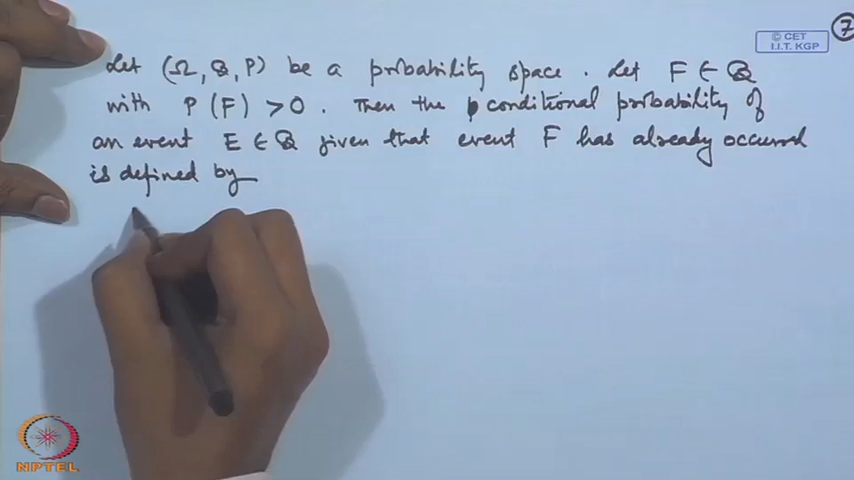 © CET
I.I.T. KGP
7
Let (Ω, 𝔅, P) be a probability space. Let F ∈ 𝔅
with P(F) > 0. Then the conditional probability of
an event E ∈ 𝔅 given that event F has already occurred
is defined by
NPTEL